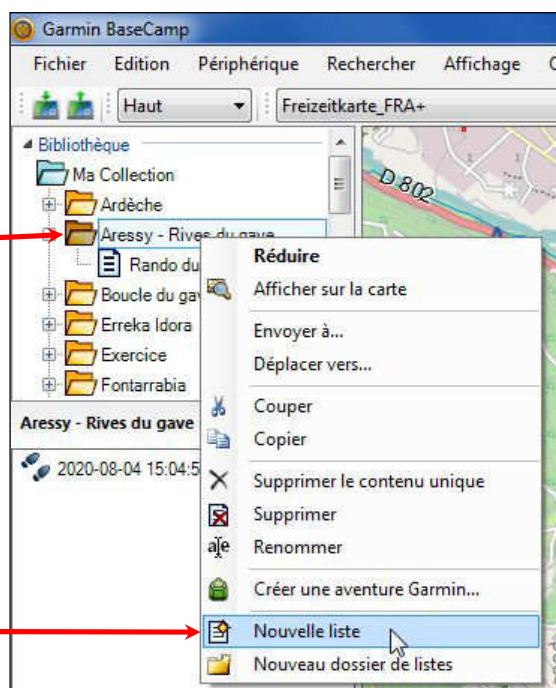 Garmin BaseCamp
Fichier Edition Périphérique Rechercher Affichage
Haut Freizeitkarte_FRA+
Bibliothèque
Ma Collection
Ardèche
Aressy - Rives du gave
Rando du
Boucle du gav
Erreka Idora
Exercice
Fontarrabia
Aressy - Rives du gave
2020-08-04 15:04:5
D 802
Réduire
Afficher sur la carte
Envoyer à...
Déplacer vers...
Couper
Copier
Supprimer le contenu unique
Supprimer
Renommer
Créer une aventure Garmin...
Nouvelle liste
Nouveau dossier de listes